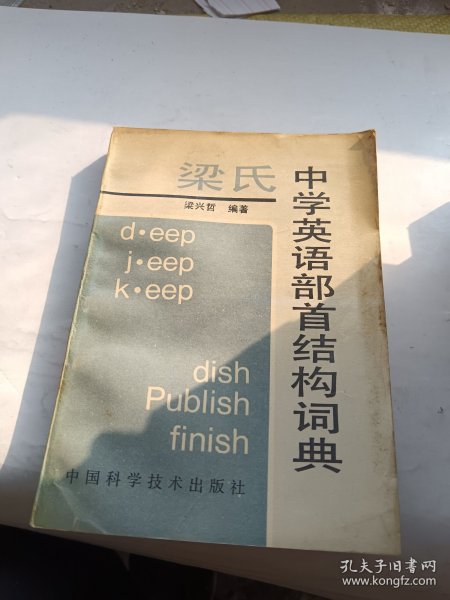 梁氏
中学英语部首结构词典
梁兴哲 编著
d•eep
j•eep
k•eep
dish
Publish
finish
中国科学技术出版社
孔夫子旧书网
www.kongfz.com